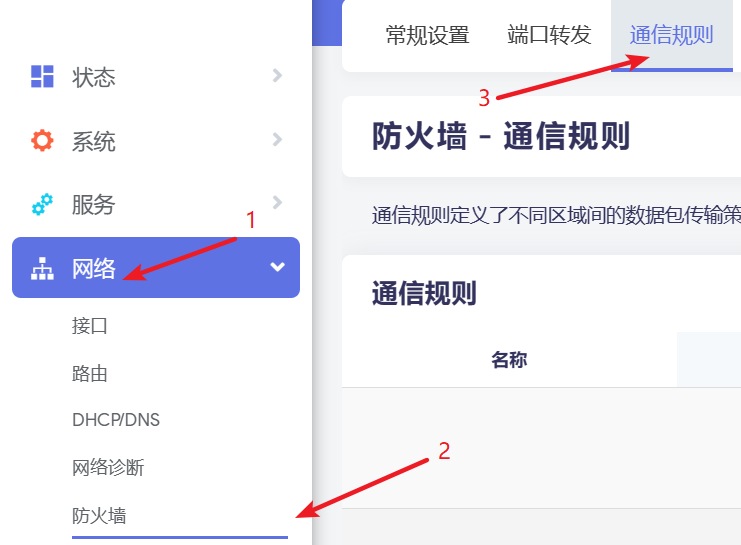 常规设置 端口转发 通信规则
状态
3
防火墙 - 通信规则
系统
服务
1
通信规则定义了不同区域间的数据包传输策
网络
通信规则
接口
名称
路由
DHCP/DNS
2
网络诊断
防火墙